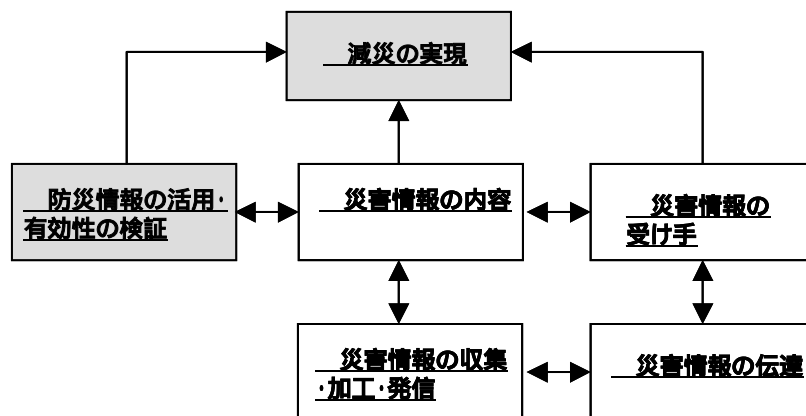 減災の実現
防災情報の活用・
有効性の検証
災害情報の内容
災害情報の
受け手
災害情報の収集
・加工・発信
災害情報の伝達